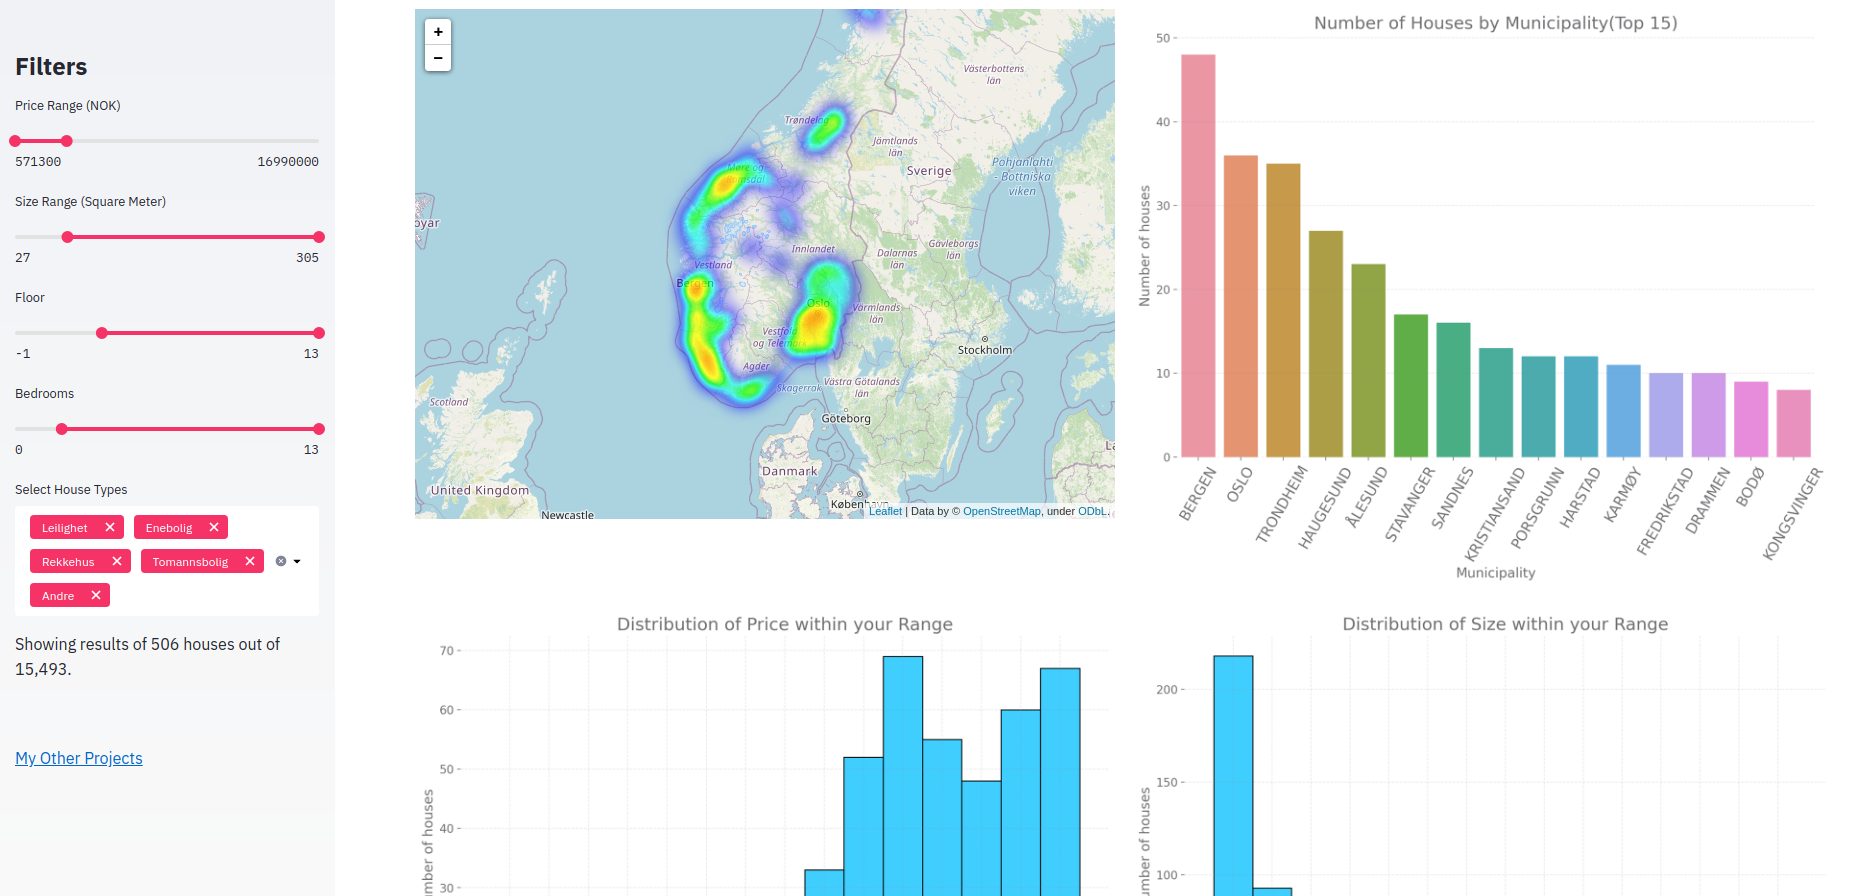 Filters
Price Range (NOK)
571300 16990000
Size Range (Square Meter)
27 305
Floor
-1 13
Bedrooms
0 13
Select House Types
Leilighet
Enebolig
Rekkehus
Tomannsbolig
Andre
Showing results of 506 houses out of
15,493.
My Other Projects
+
−
Västerbottens
län
Trøndelag
Jämtlands
län
Sverige
Pohjanlahti
- Bottniska
viken
Møre og
Romsdal
oyar
Innlandet
Gävleborgs
län
Dalarnas
län
Vestland
Bergen
Oslo
Värmlands
län
Vestfold
og Telemark
Stockholm
Agder
Skagerrak
Västra Götalands
län
Scotland
Göteborg
Danmark
United Kingdom
København
Newcastle
Leaflet | Data by © OpenStreetMap, under ODbL.
Number of Houses by Municipality(Top 15)
Number of houses
50
40
30
20
10
0
BERGEN
OSLO
TRONDHEIM
HAUGESUND
ÅLESUND
STAVANGER
SANDNES
KRISTIANSAND
PORSGRUNN
HARSTAD
KARMØY
FREDRIKSTAD
DRAMMEN
BODØ
KONGSVINGER
Municipality
Distribution of Price within your Range
70
60
50
40
30
mber of houses
Distribution of Size within your Range
200
150
100
umber of houses